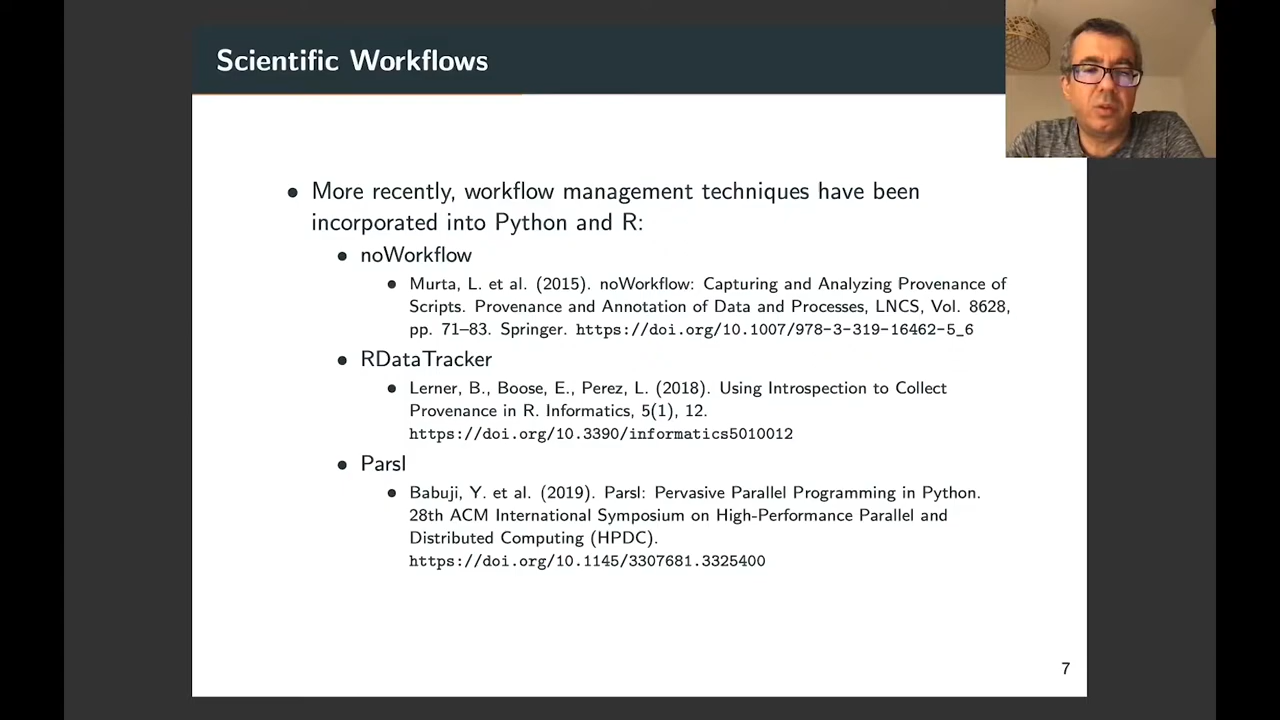 Scientific Workflows
• More recently, workflow management techniques have been
incorporated into Python and R:
• noWorkflow
• Murta, L. et al. (2015). noWorkflow: Capturing and Analyzing Provenance of
Scripts. Provenance and Annotation of Data and Processes, LNCS, Vol. 8628,
pp. 71–83. Springer. https://doi.org/10.1007/978-3-319-16462-5_6
• RDataTracker
• Lerner, B., Boose, E., Perez, L. (2018). Using Introspection to Collect
Provenance in R. Informatics, 5(1), 12.
https://doi.org/10.3390/informatics5010012
• Parsl
• Babuji, Y. et al. (2019). Parsl: Pervasive Parallel Programming in Python.
28th ACM International Symposium on High-Performance Parallel and
Distributed Computing (HPDC).
https://doi.org/10.1145/3307681.3325400
7